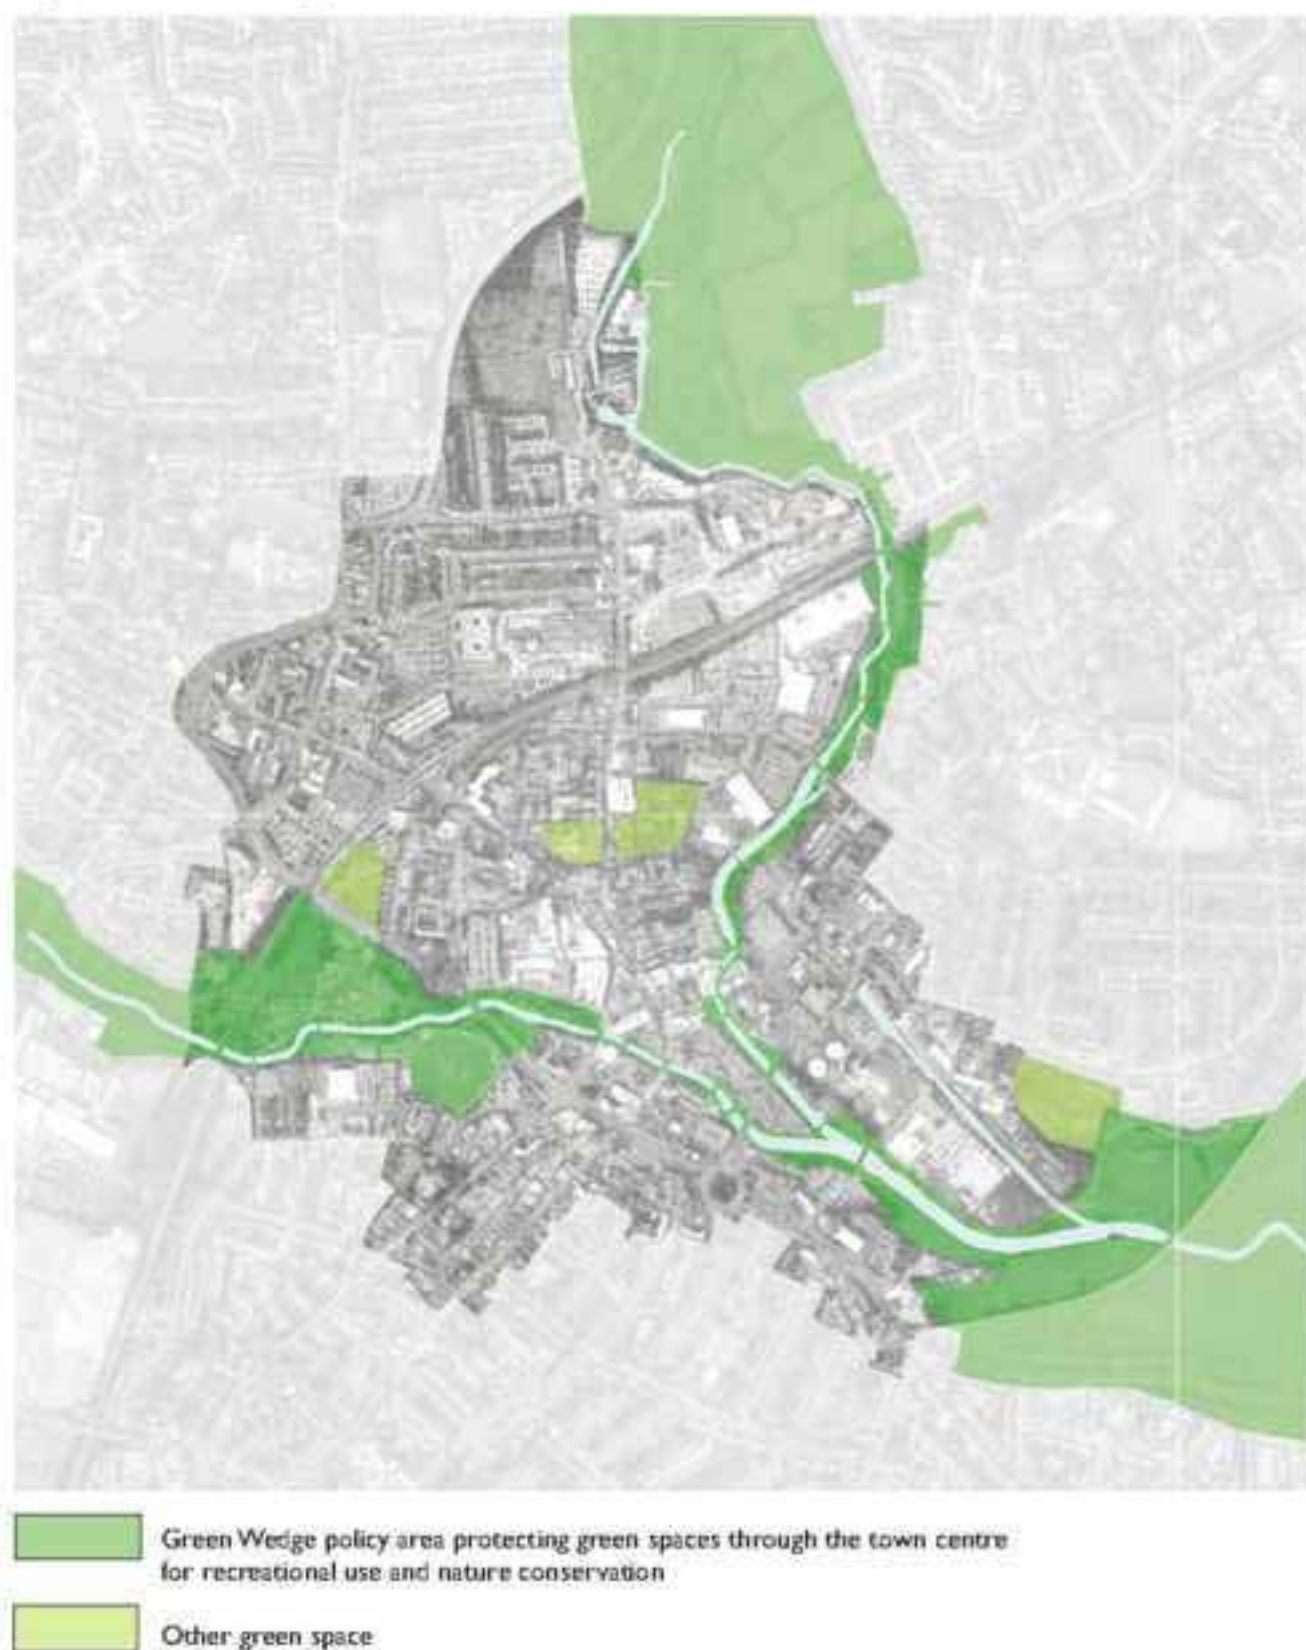 Green Wedge policy area protecting green spaces through the town centre
for recreational use and nature conservation
Other green space